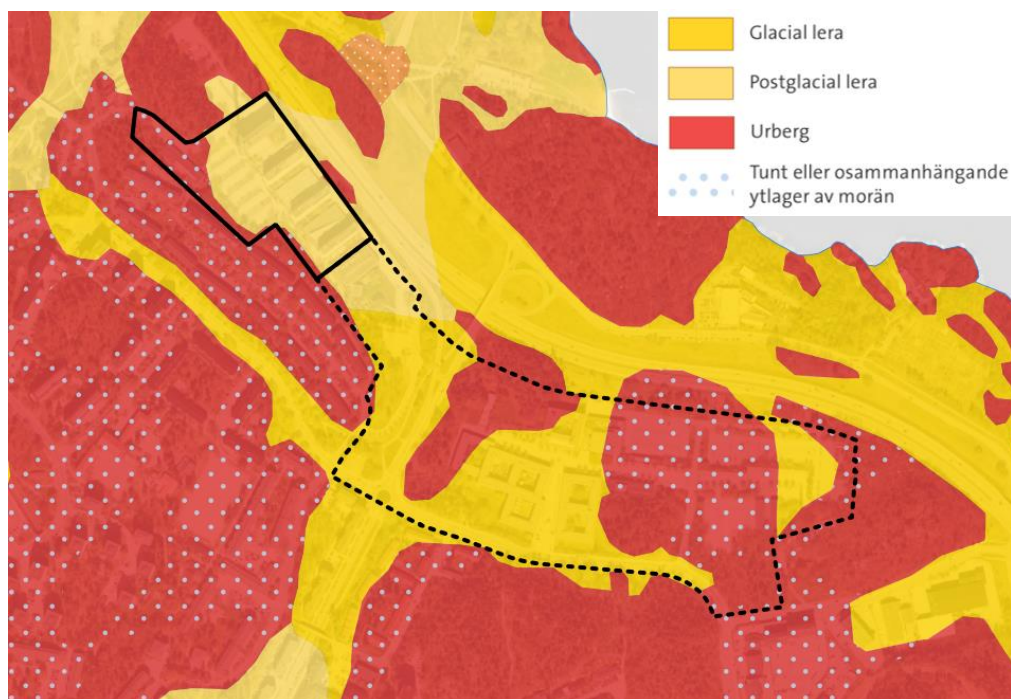 Glacial lera
Postglacial lera
Urberg
Tunt eller osammanhängande
ytlager av morän